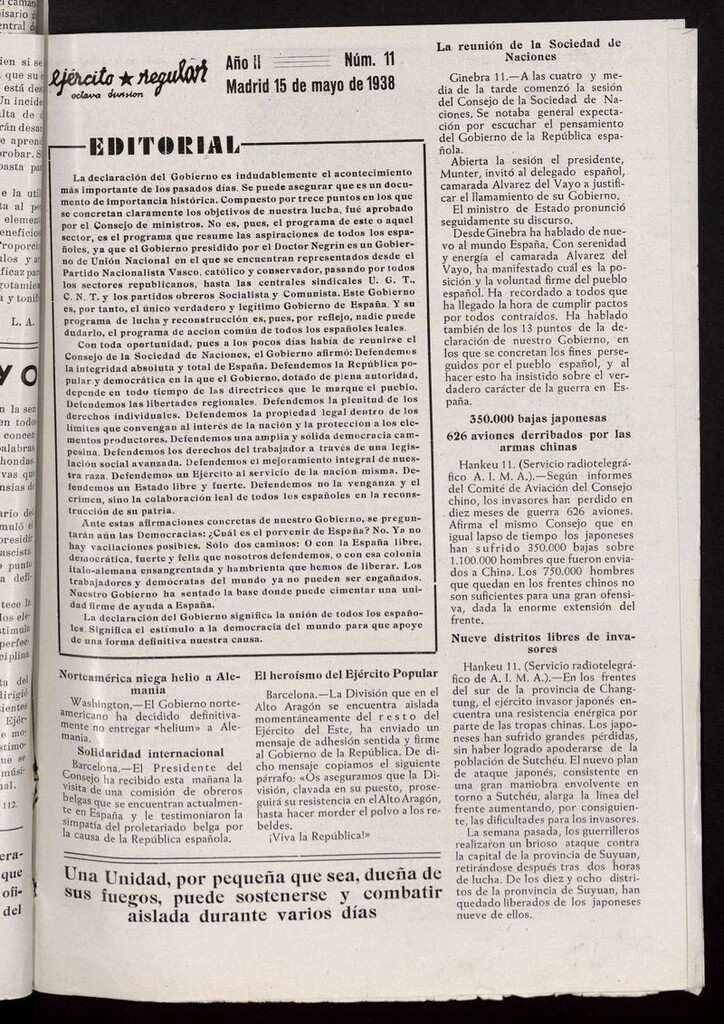 ejército ★ regular
octava division
Año II
Núm. 11
Madrid 15 de mayo de 1938
EDITORIAL
La declaración del Gobierno es indudablemente el acontecimiento
más importante de los pasados días. Se puede asegurar que es un docu-
mento de importancia histórica. Compuesto por trece puntos en los que
se concretan claramente los objetivos de nuestra lucha, fué aprobado
por el Consejo de ministros. No es, pues, el programa de este o aquel
sector, es el programa que resume las aspiraciones de todos los espa-
ñoles, ya que el Gobierno presidido por el Doctor Negrín es un Gobier-
no de Unión Nacional en el que se encuentran representados desde el
Partido Nacionalista Vasco, católico y conservador, pasando por todos
los sectores republicanos, hasta las centrales sindicales U. G. T.,
C. N. T. y los partidos obreros Socialista y Comunista. Este Gobierno
es, por tanto, el único verdadero y legítimo Gobierno de España. Y su
programa de lucha y reconstrucción es, pues, por reflejo, nadie puede
dudarlo, el programa de accion común de todos los españoles leales.
Con toda oportunidad, pues a los pocos días había de reunirse el
Consejo de la Sociedad de Naciones, el Gobierno afirmó: Defendemos
la integridad absoluta y total de España. Defendemos la República po-
pular y democrática en la que el Gobierno, dotado de plena autoridad,
depende en todo tiempo de las directrices que le marque el pueblo.
Defendemos las libertades regionales. Defendemos la plenitud de los
derechos individuales. Defendemos la propiedad legal dentro de los
límites que convengan al interés de la nación y la proteccion a los ele-
mentos productores. Defendemos una amplia y sólida democracia cam-
pesina. Defendemos los derechos del trabajador a través de una legis-
lación social avanzada. Defendemos el mejoramiento integral de nues-
tra raza. Defendemos un Ejército al servicio de la nación misma. De-
fendemos un Estado libre y fuerte. Defendemos no la venganza y el
crimen, sino la colaboración leal de todos los españoles en la recons-
trucción de su patria.
Ante estas afirmaciones concretas de nuestro Gobierno, se pregun-
tarán aún las Democracias: ¿Cuál es el porvenir de España? No. Ya no
hay vacilaciones posibles. Sólo dos caminos: O con la España libre,
democrática, fuerte y feliz que nosotros defendemos, o con esa colonia
italo-alemana ensangrentada y hambrienta que hemos de liberar. Los
trabajadores y demócratas del mundo ya no pueden ser engañados.
Nuestro Gobierno ha sentado la base donde puede cimentar una uni-
dad firme de ayuda a España.
La declaración del Gobierno significa la unión de todos los españo-
les. Significa el estímulo a la democracia del mundo para que apoye
de una forma definitiva nuestra causa.
Norteamérica niega helio a Ale-
mania
Washington.—El Gobierno norte-
americano ha decidido definitiva-
mente no entregar «helium» a Ale-
mania.
Solidaridad internacional
Barcelona.—El Presidente del
Consejo ha recibido esta mañana la
visita de una comisión de obreros
belgas que se encuentran actualmen-
te en España y le testimoniaron la
simpatía del proletariado belga por
la causa de la República española.
El heroísmo del Ejército Popular
Barcelona.—La División que en el
Alto Aragón se encuentra aislada
momentáneamente del resto del
Ejército del Este, ha enviado un
mensaje de adhesión sentida y firme
al Gobierno de la República. De di-
cho mensaje copiamos el siguiente
párrafo: «Os aseguramos que la Di-
visión, clavada en su puesto, prose-
guirá su resistencia en el Alto Aragón,
hasta hacer morder el polvo a los re-
beldes.
¡Viva la República!»
Una Unidad, por pequeña que sea, dueña de
sus fuegos, puede sostenerse y combatir
aislada durante varios días
La reunión de la Sociedad de
Naciones
Ginebra 11.—A las cuatro y me-
dia de la tarde comenzó la sesión
del Consejo de la Sociedad de Na-
ciones. Se notaba general expecta-
ción por escuchar el pensamiento
del Gobierno de la República espa-
ñola.
Abierta la sesión el presidente,
Munter, invitó al delegado español,
camarada Alvarez del Vayo a justifi-
car el llamamiento de su Gobierno.
El ministro de Estado pronunció
seguidamente su discurso.
Desde Ginebra ha hablado de nue-
vo al mundo España. Con serenidad
y energía el camarada Alvarez del
Vayo, ha manifestado cuál es la po-
sición y la voluntad firme del pueblo
español. Ha recordado a todos que
ha llegado la hora de cumplir pactos
por todos contraídos. Ha hablado
también de los 13 puntos de la de-
claración de nuestro Gobierno, en
los que se concretan los fines perse-
guidos por el pueblo español, y al
hacer esto ha insistido sobre el ver-
dadero carácter de la guerra en Es-
paña.
350.000 bajas japonesas
626 aviones derribados por las
armas chinas
Hankeu 11. (Servicio radiotelegrá-
fico A. I. M. A.).—Según informes
del Comité de Aviación del Consejo
chino, los invasores han perdido en
diez meses de guerra 626 aviones.
Afirma el mismo Consejo que en
igual lapso de tiempo los japoneses
han sufrido 350.000 bajas sobre
1.100.000 hombres que fueron envia-
dos a China. Los 750.000 hombres
que quedan en los frentes chinos no
son suficientes para una gran ofensi-
va, dada la enorme extensión del
frente.
Nueve distritos libres de inva-
sores
Hankeu 11. (Servicio radiotelegrá-
fico de A. I. M. A.).—En los frentes
del sur de la provincia de Chang-
tung, el ejército invasor japonés en-
cuentra una resistencia enérgica por
parte de las tropas chinas. Los japo-
neses han sufrido grandes pérdidas,
sin haber logrado apoderarse de la
población de Sutchéu. El nuevo plan
de ataque japonés, consistente en
una gran maniobra envolvente en
torno a Sutchéu, alarga la línea del
frente aumentando, por consiguien-
te, las dificultades para los invasores.
La semana pasada, los guerrilleros
realizaron un brioso ataque contra
la capital de la provincia de Suyuan,
retirándose después tras dos horas
de lucha. De los diez y ocho distri-
tos de la pronvincia de Suyuan, han
quedado liberados de los japoneses
nueve de ellos.